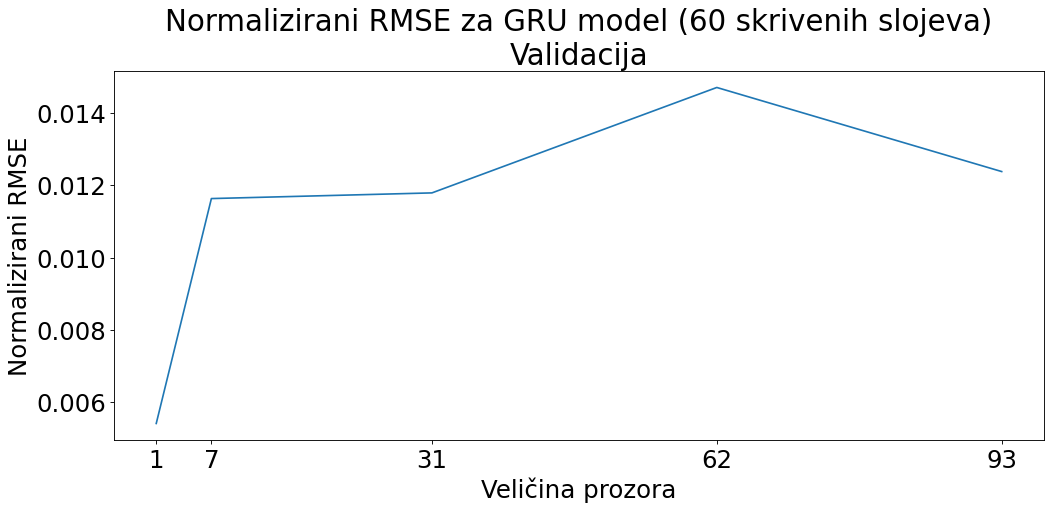 Normalizirani RMSE za GRU model (60 skrivenih slojeva)
Validacija
Normalizirani RMSE
0.014
0.012
0.010
0.008
0.006
1 7 31 62 93
Veličina prozora